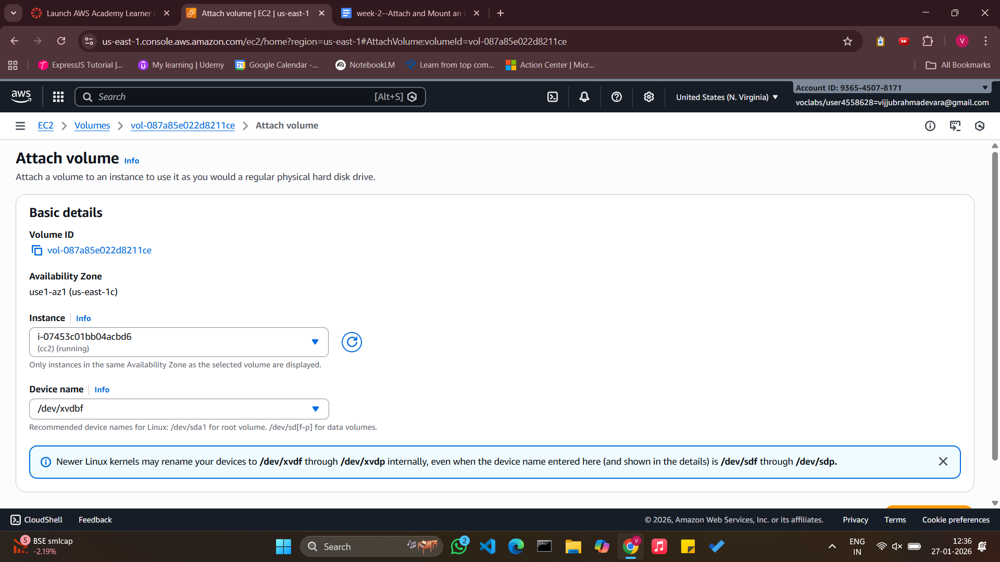 Launch AWS Academy Learner
Attach volume | EC2 | us-east-1
week-2--Attach and Mount an
us-east-1.console.aws.amazon.com/ec2/home?region=us-east-1#AttachVolume:volumeId=vol-087a85e022d8211ce
V
ExpressJS Tutorial |...
My learning | Udemy
21
Google Calendar -...
NotebookLM
Learn from top com...
Action Center | Micr...
All Bookmarks
aws
Search
[Alt+S]
United States (N. Virginia)
Account ID: 9365-4507-8171
voclabs/user4558628=vijjubrahmadevara@gmail.com
EC2
Volumes
vol-087a85e022d8211ce
Attach volume
Attach volume Info
Attach a volume to an instance to use it as you would a regular physical hard disk drive.
Basic details
Volume ID
vol-087a85e022d8211ce
Availability Zone
use1-az1 (us-east-1c)
Instance Info
i-07453c01bb04acbd6
(cc2) (running)
Only instances in the same Availability Zone as the selected volume are displayed.
Device name Info
/dev/xvdbf
Recommended device names for Linux: /dev/sda1 for root volume. /dev/sd[f-p] for data volumes.
Newer Linux kernels may rename your devices to /dev/xvdf through /dev/xvdp internally, even when the device name entered here (and shown in the details) is /dev/sdf through /dev/sdp.
CloudShell
Feedback
© 2026, Amazon Web Services, Inc. or its affiliates.
Privacy
Terms
Cookie preferences
5
BSE smlcap
-2.19%
Search
2
V
ENG
IN
12:36
27-01-2026